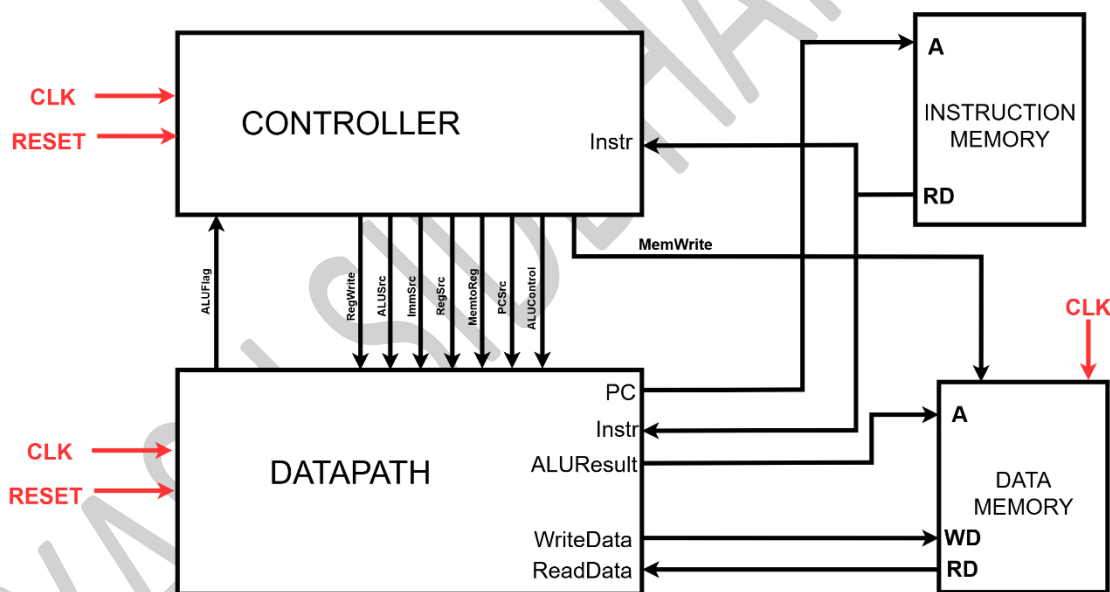 CLK
RESET
CONTROLLER
Instr
A
INSTRUCTION
MEMORY
RD
ALUFlag
RegWrite
ALUSrc
ImmSrc
RegSrc
MemtoReg
PCSrc
ALUControl
MemWrite
CLK
CLK
RESET
DATAPATH
PC
Instr
ALUResult
WriteData
ReadData
A
DATA
MEMORY
WD
RD